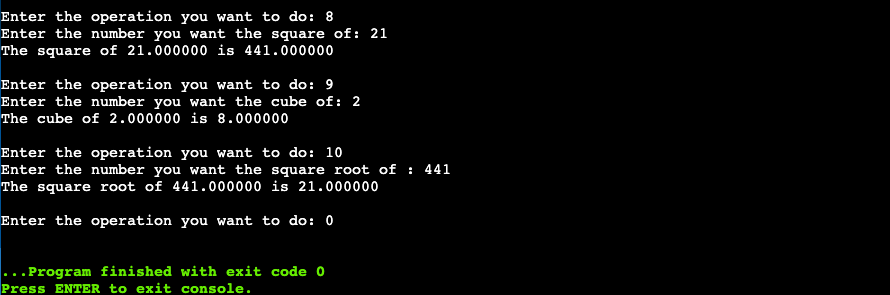 Enter the operation you want to do: 8
Enter the number you want the square of: 21
The square of 21.000000 is 441.000000
Enter the operation you want to do: 9
Enter the number you want the cube of: 2
The cube of 2.000000 is 8.000000
Enter the operation you want to do: 10
Enter the number you want the square root of : 441
The square root of 441.000000 is 21.000000
Enter the operation you want to do: 0
...Program finished with exit code 0
Press ENTER to exit console.